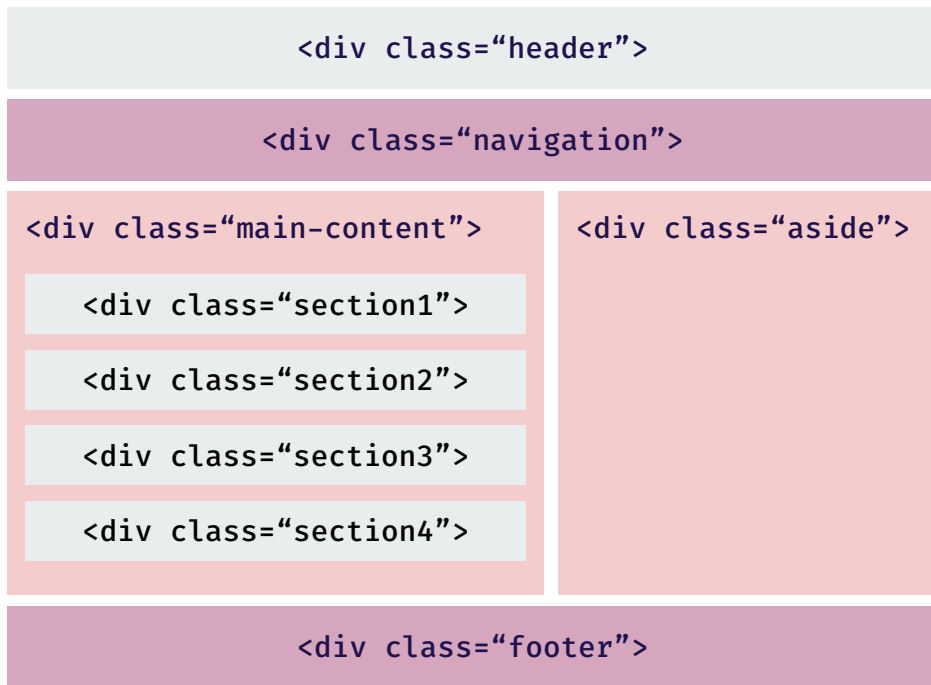 <div class=“header”>
<div class=“navigation”>
<div class=“main-content”>
<div class=“section1”>
<div class=“section2”>
<div class=“section3”>
<div class=“section4”>
<div class=“aside”>
<div class=“footer”>